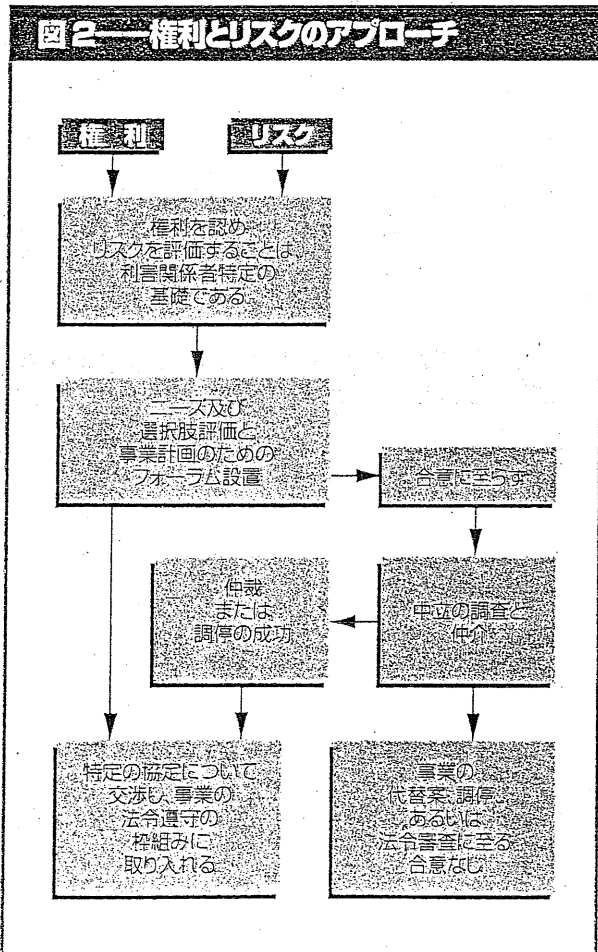 図2──権利とリスクのアプローチ
権利
リスク
権利を認め
リスクを評価することは
利害関係者特定の
基礎である
ニーズ及び
選択肢評価と
事業計画のための
フォーラム設置
合意に至らず
仲裁
または
調停の成功
中立の調査と
仲介
特定の協定について
交渉し、事業の
法令遵守の
枠組みに
取り入れる
事業の
代替案、調停、
あるいは
法令審査に至る
合意なし